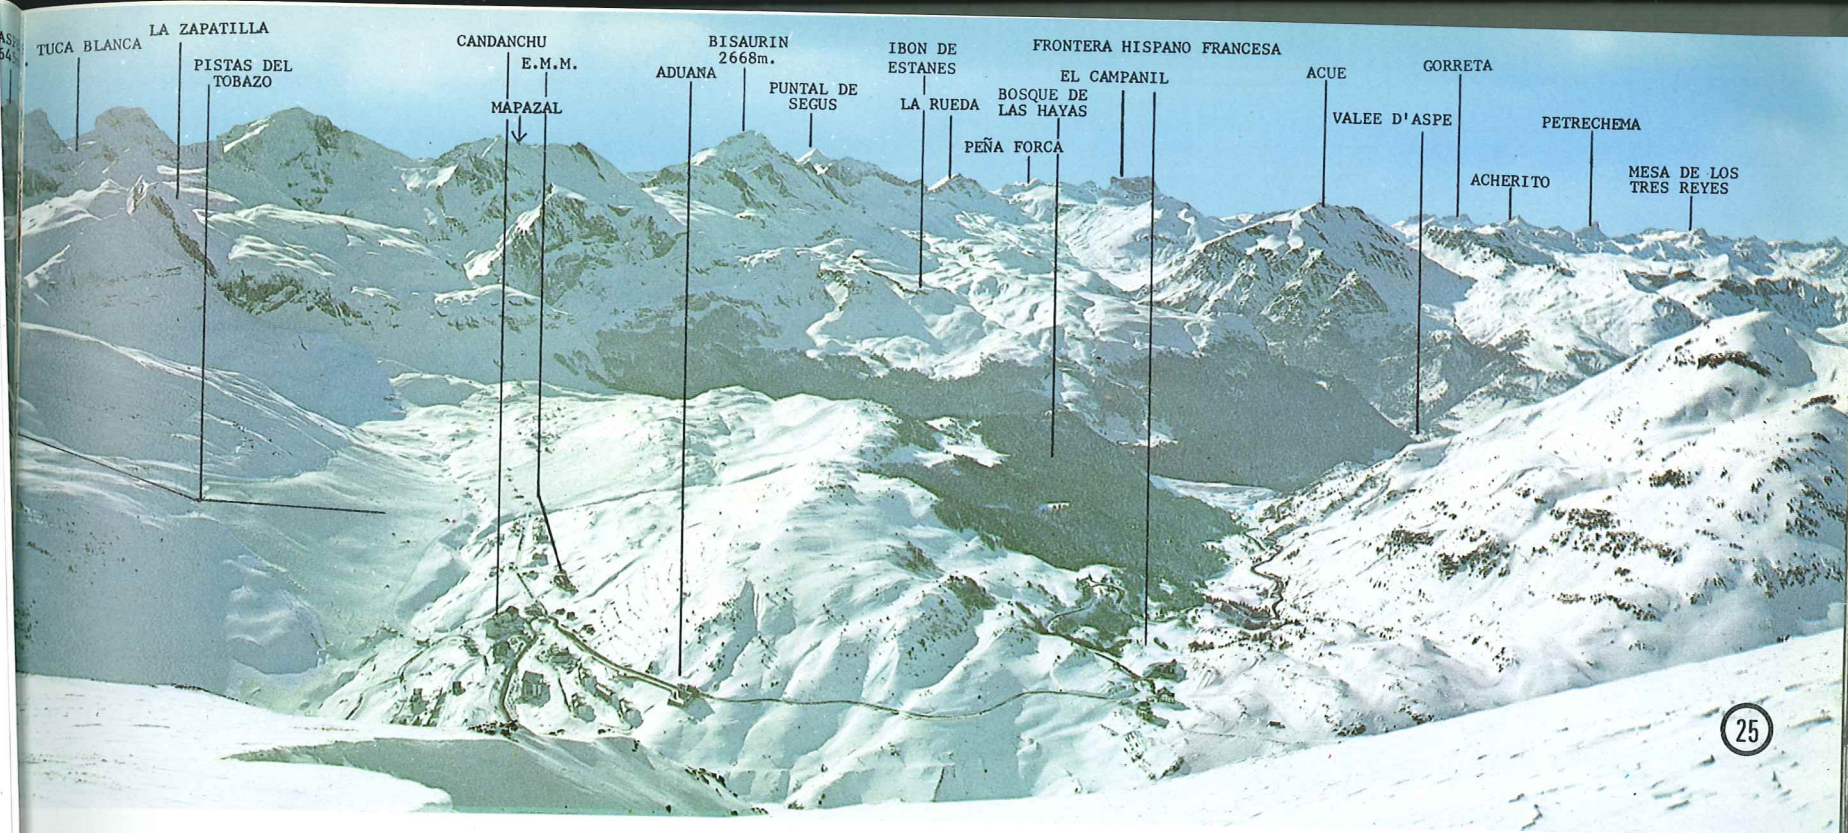 TUCA BLANCA
LA ZAPATILLA
PISTAS DEL
TOBAZO
CANDANCHU
E.M.M.
MAPAZAL
ADUANA
BISAURIN
2668m.
PUNTAL DE
SEGUS
IBON DE
ESTANES
LA RUEDA
PEÑA FORCA
BOSQUE DE
LAS HAYAS
FRONTERA HISPANO FRANCESA
EL CAMPANIL
ACUE
VALEE D'ASPE
GORRETA
ACHERITO
PETRECHEMA
MESA DE LOS
TRES REYES
25